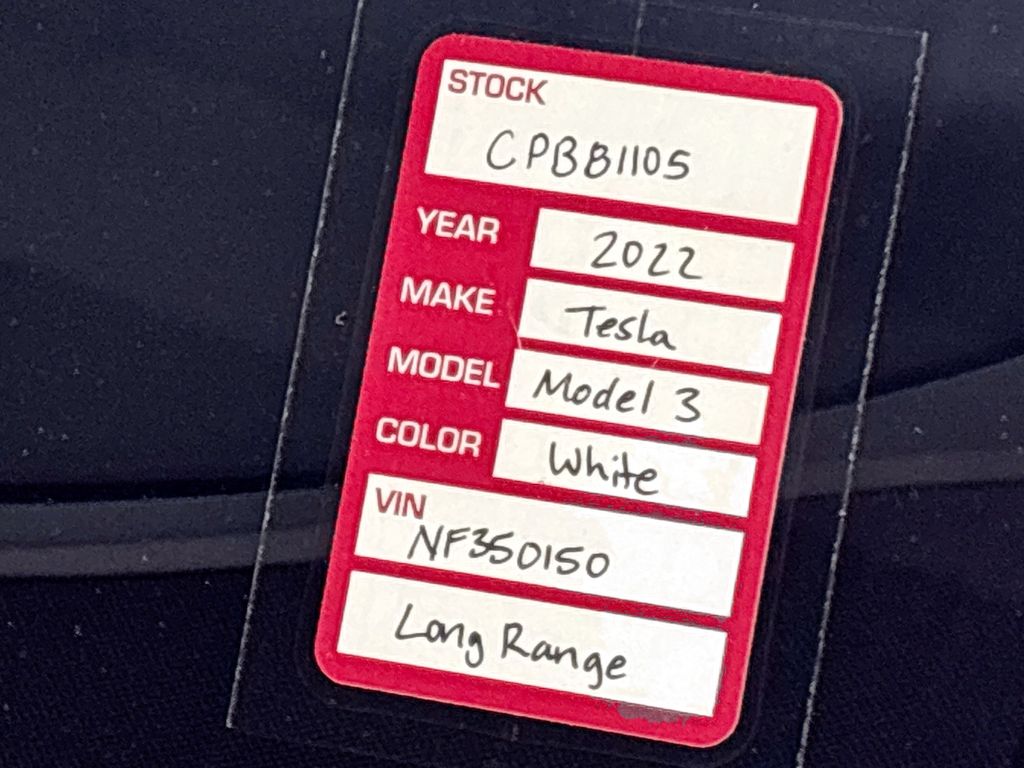 STOCK
CPBB1105
YEAR 2022
MAKE Tesla
MODEL Model 3
COLOR White
VIN
NF350150
Long Range